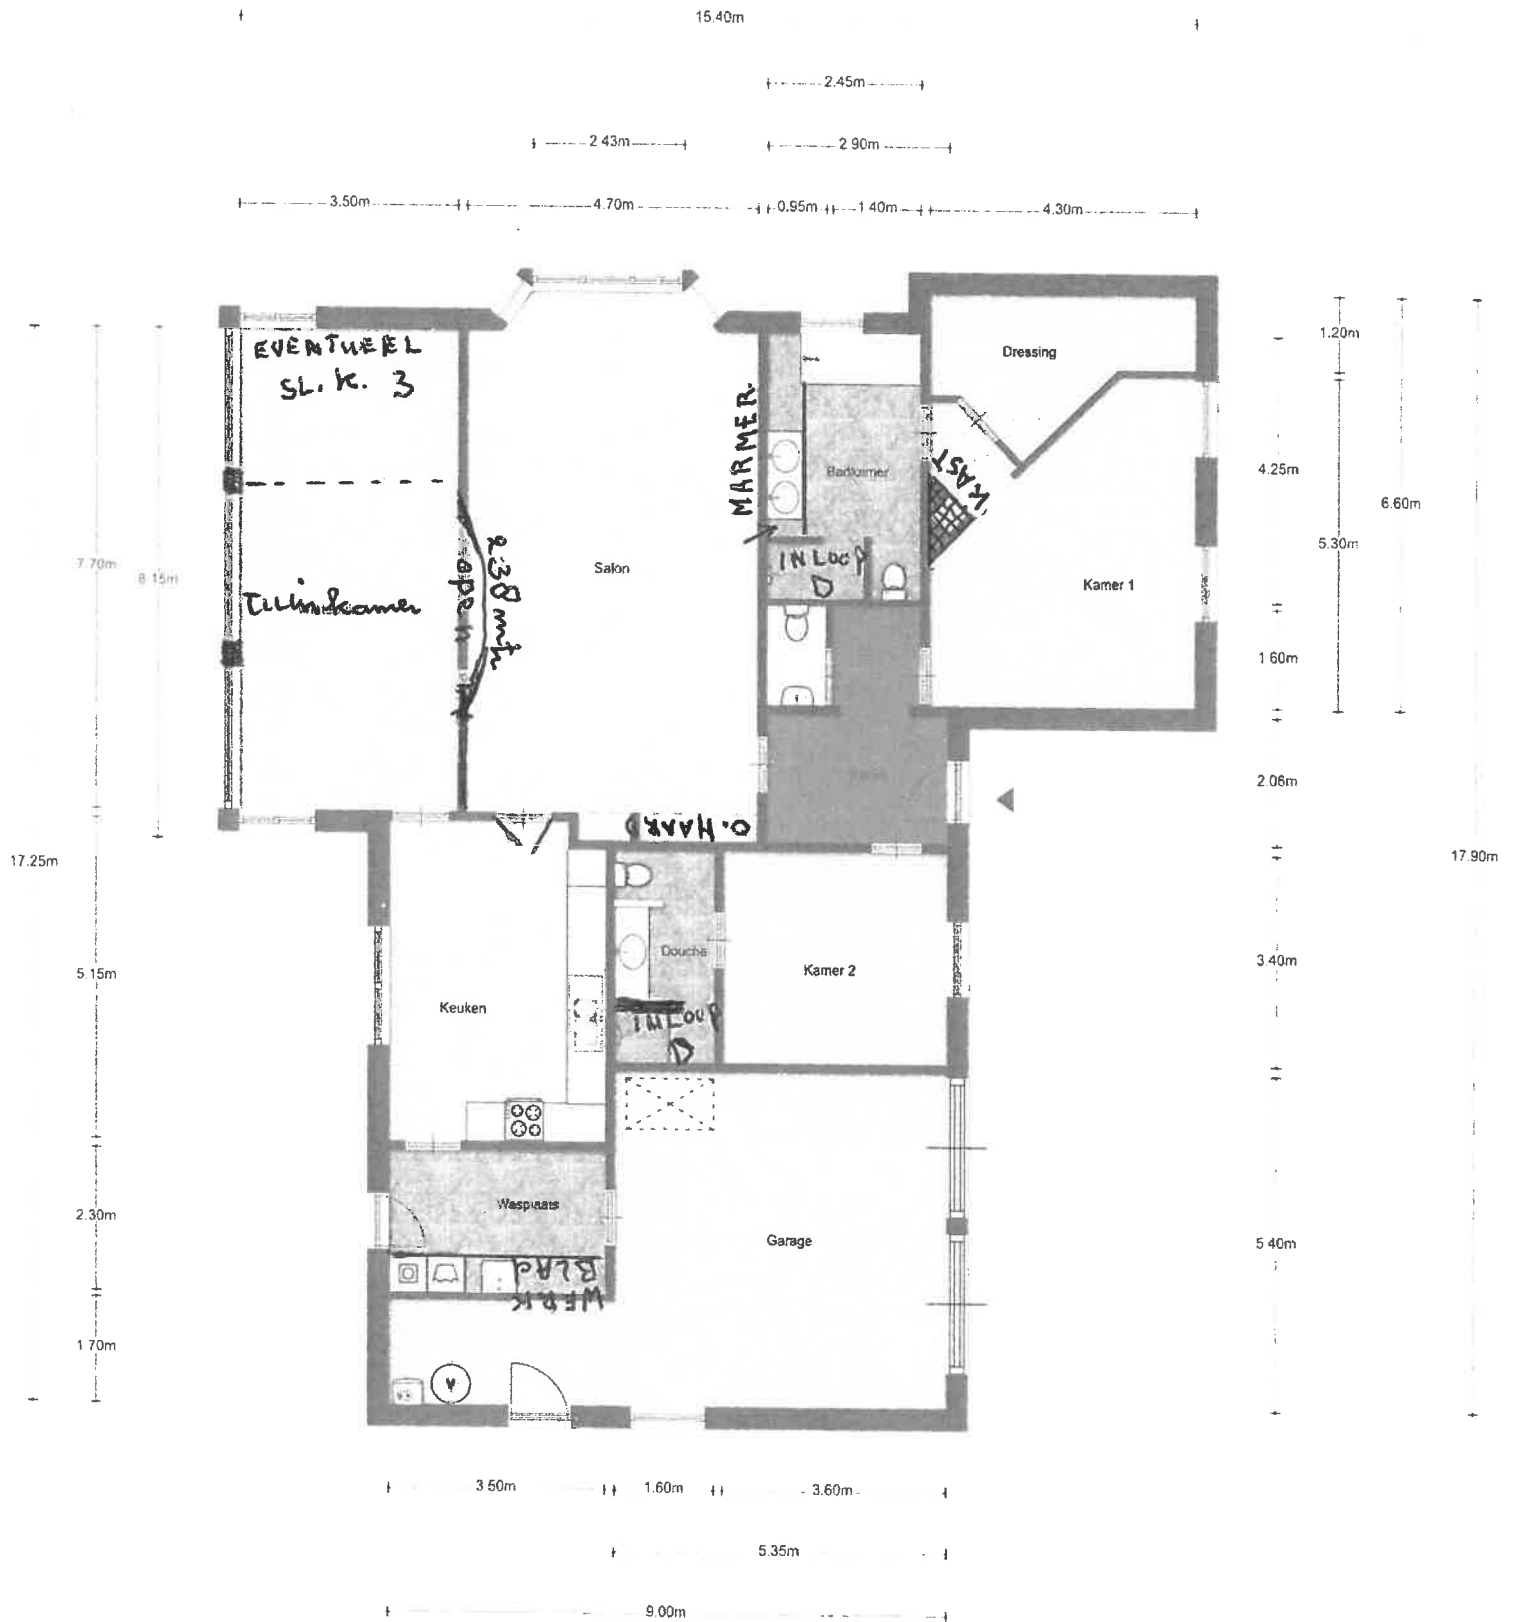 15.40m
2.45m
2.43m
2.90m
3.50m
4.70m
0.95m
1.40m
4.30m
EVENTUEEL
SL. K. 3
Dressing
1.20m
MARMER
Badkamer
KAST
4.25m
6.60m
5.30m
7.70m
8.15m
Salon
INLOOP
D
Kamer 1
open
1.60m
2.06m
O. HAARD
17.25m
17.90m
Douche
Kamer 2
3.40m
5.15m
Keuken
INLOOP
D
Wasplaats
2.30m
Garage
5.40m
WERK
BLAD
1.70m
3.50m
1.60m
3.60m
5.35m
9.00m